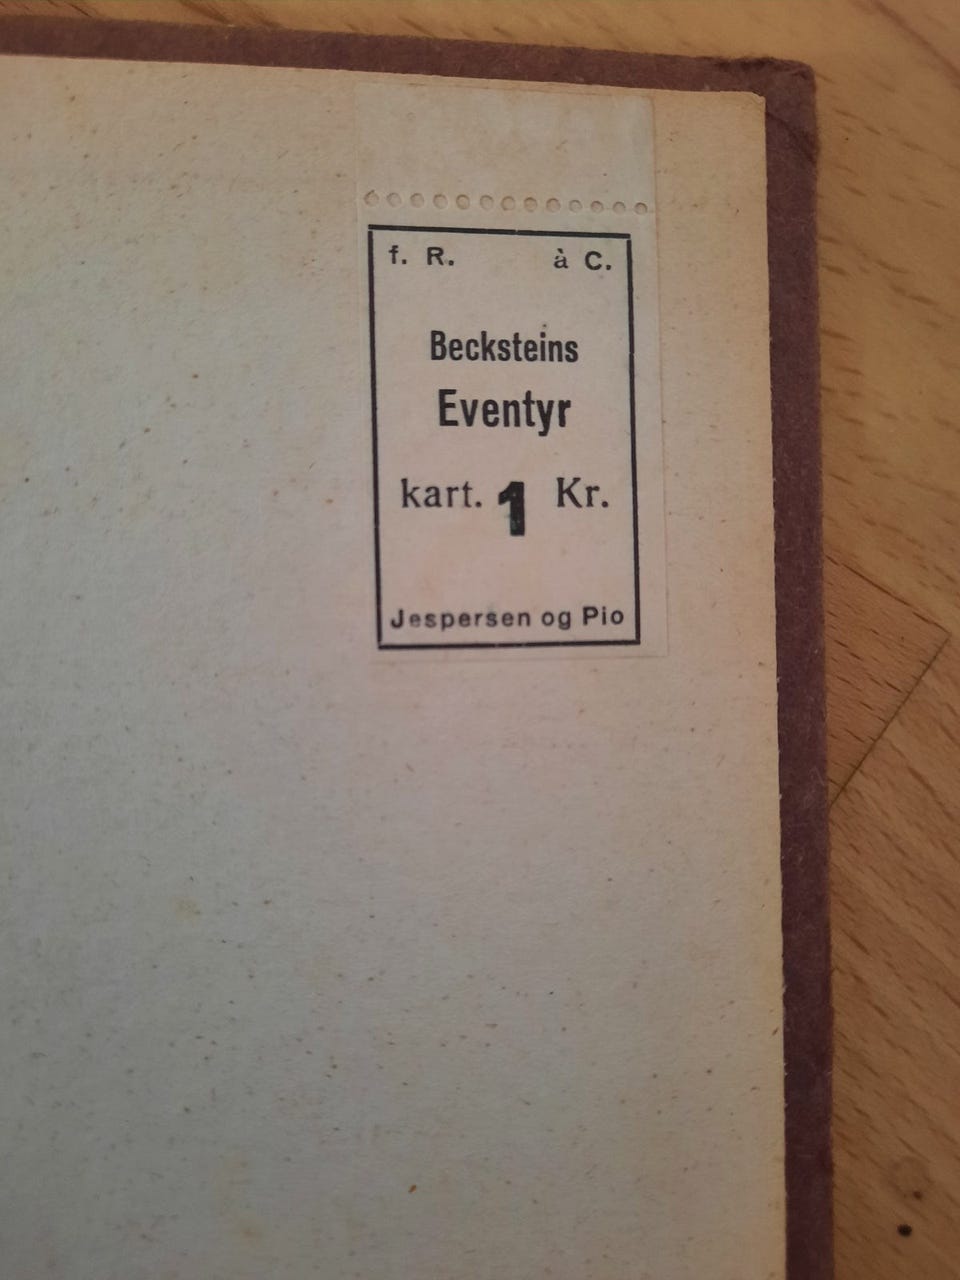 f. R. à C.
Becksteins
Eventyr
kart. 1 Kr.
Jespersen og Pio